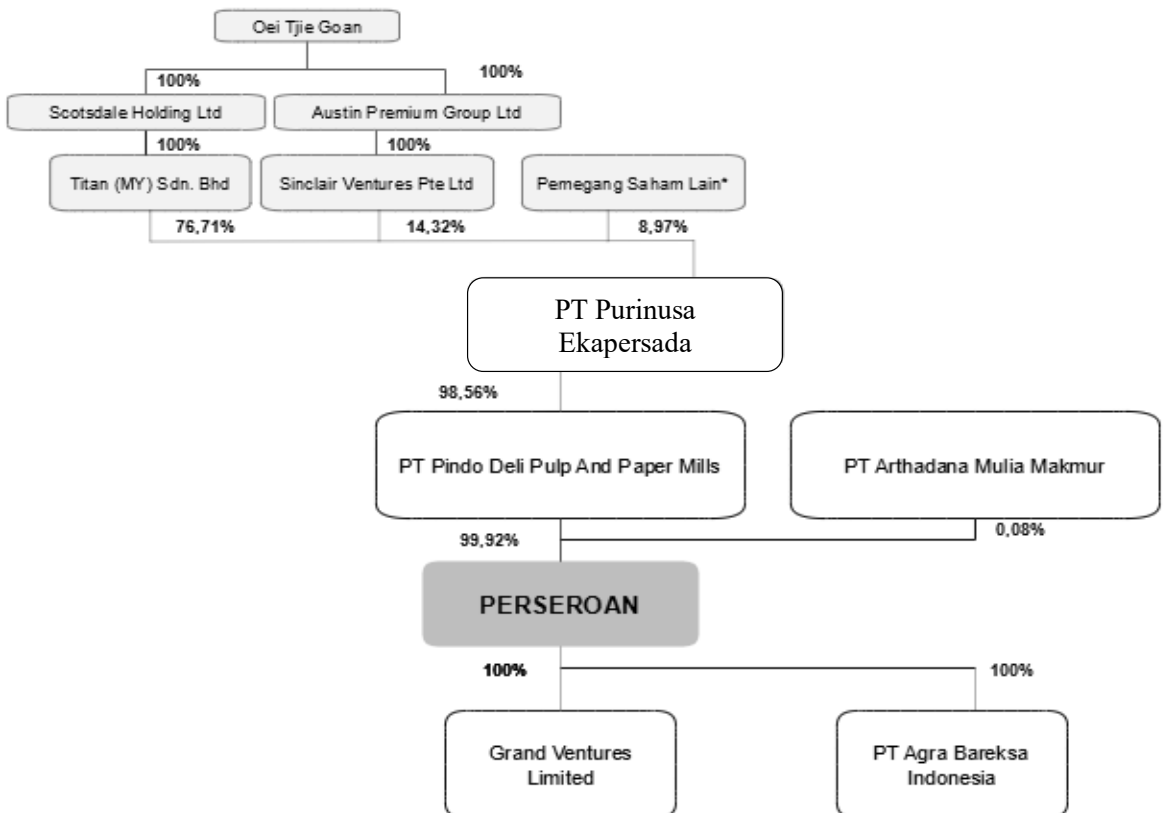 Oei Tjie Goan
100%
100%
Scotsdale Holding Ltd
Austin Premium Group Ltd
100%
100%
Titan (MY) Sdn. Bhd
Sinclair Ventures Pte Ltd
Pemegang Saham Lain*
76,71%
14,32%
8,97%
PT Purinusa
Ekapersada
98,56%
PT Pindo Deli Pulp And Paper Mills
PT Arthadana Mulia Makmur
99,92%
0,08%
PERSEROAN
100%
100%
Grand Ventures
Limited
PT Agra Bareksa
Indonesia